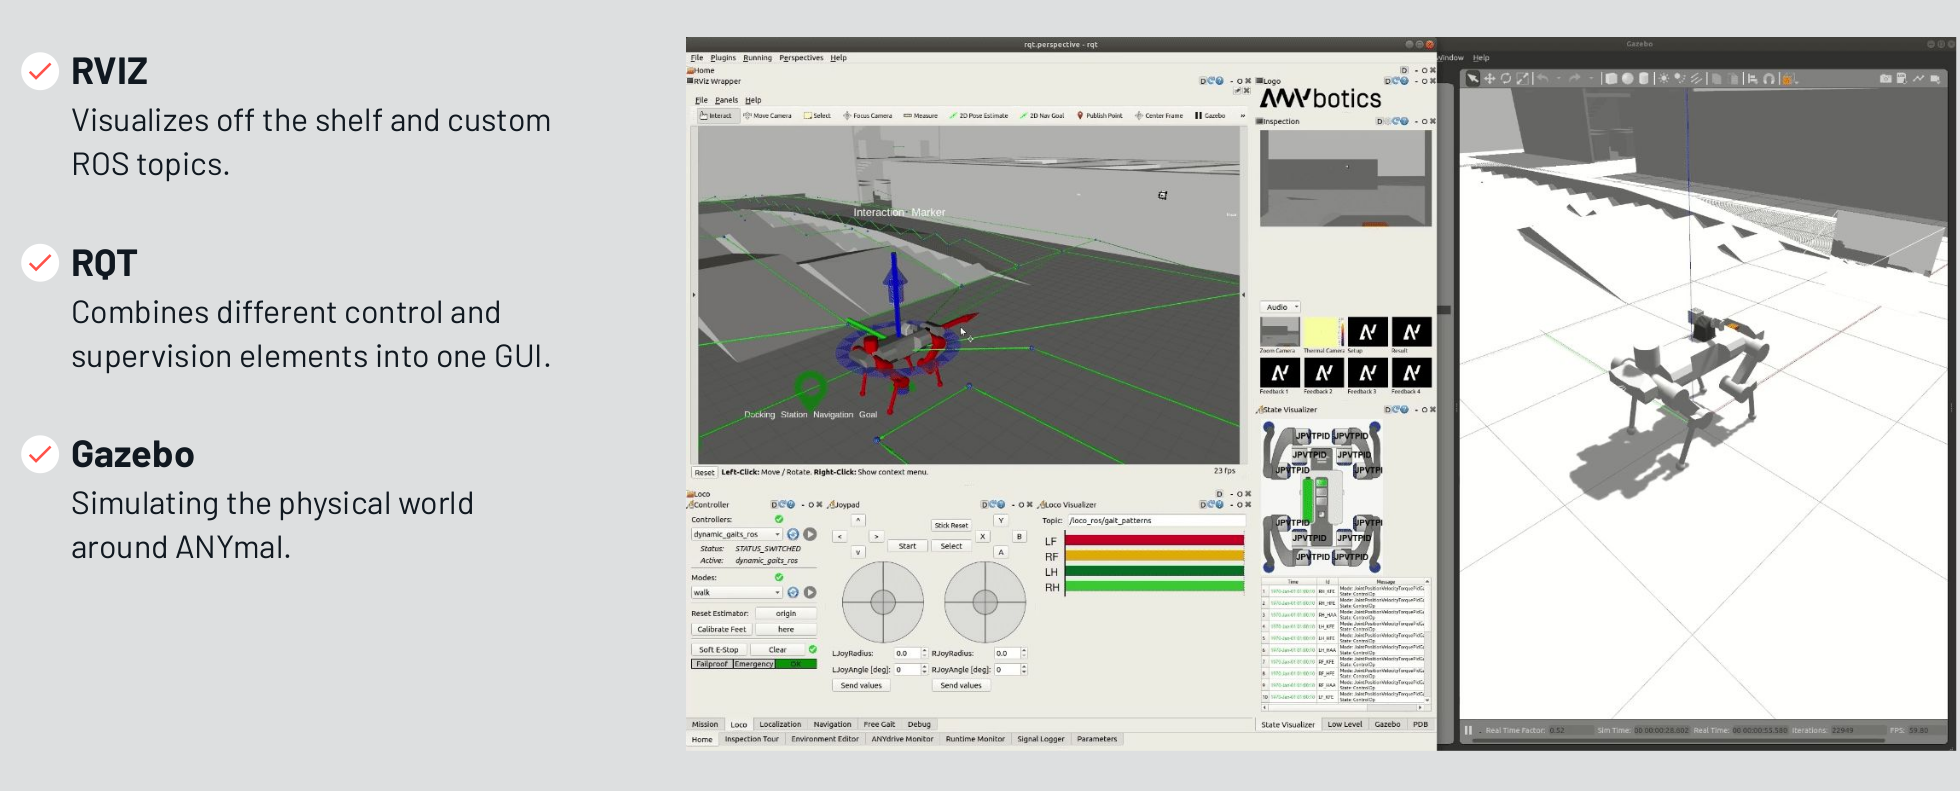 RVIZ
Visualizes off the shelf and custom
ROS topics.
RQT
Combines different control and
supervision elements into one GUI.
Gazebo
Simulating the physical world
around ANYmal.
rqt.perspective - rqt
File Plugins Running Perspectives Help
Home
RViz Wrapper
File Panels Help
Interact Move Camera Select Focus Camera Measure 2D Pose Estimate 2D Nav Goal Publish Point Center Frame Gazebo
Interaction Marker
Docking Station Navigation Goal
Reset Left-Click: Move / Rotate. Right-Click: Show context menu.
23 fps
Logo
ANYbotics
Inspection
Audio
Zoom Camera Thermal Camera Setup Result
Feedback 1 Feedback 2 Feedback 3 Feedback 4
State Visualizer
JPVTPID JPVTPID
JPVTPID JPVTPID
JPVTPID JPVTPI
JPVTPID JPVTPI
JPVTPID JPVTPID
JPVTPID JPVTPID
Time Id Message
Loco
Controller
Controllers:
dynamic_gaits_ros
Status: STATUS_SWITCHED
Active: dynamic_gaits_ros
Modes:
walk
Reset Estimator: origin
Calibrate Feet here
Soft E-Stop Clear
Failproof Emergency OK
Joypad
Stick Reset Y
X B
Start Select A
LJoyRadius: 0.0 RJoyRadius: 0.0
LJoyAngle [deg]: 0 RJoyAngle [deg]: 0
Send values Send values
Loco Visualizer
Topic: /loco_ros/gait_patterns
LF
RF
LH
RH
Mission Loco Localization Navigation Free Gait Debug
Home Inspection Tour Environment Editor ANYdrive Monitor Runtime Monitor Signal Logger Parameters
State Visualizer Low Level Gazebo PDB
Gazebo
Window Help
Real Time Factor: 0.52 Sim Time: Real Time: Iterations: 22949 FPS: